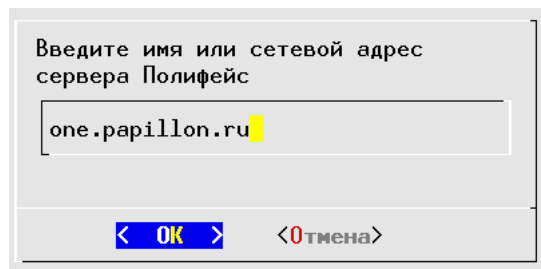 Введите имя или сетевой адрес
сервера Полифейс
one.papillon.ru
< OK > <Отмена>